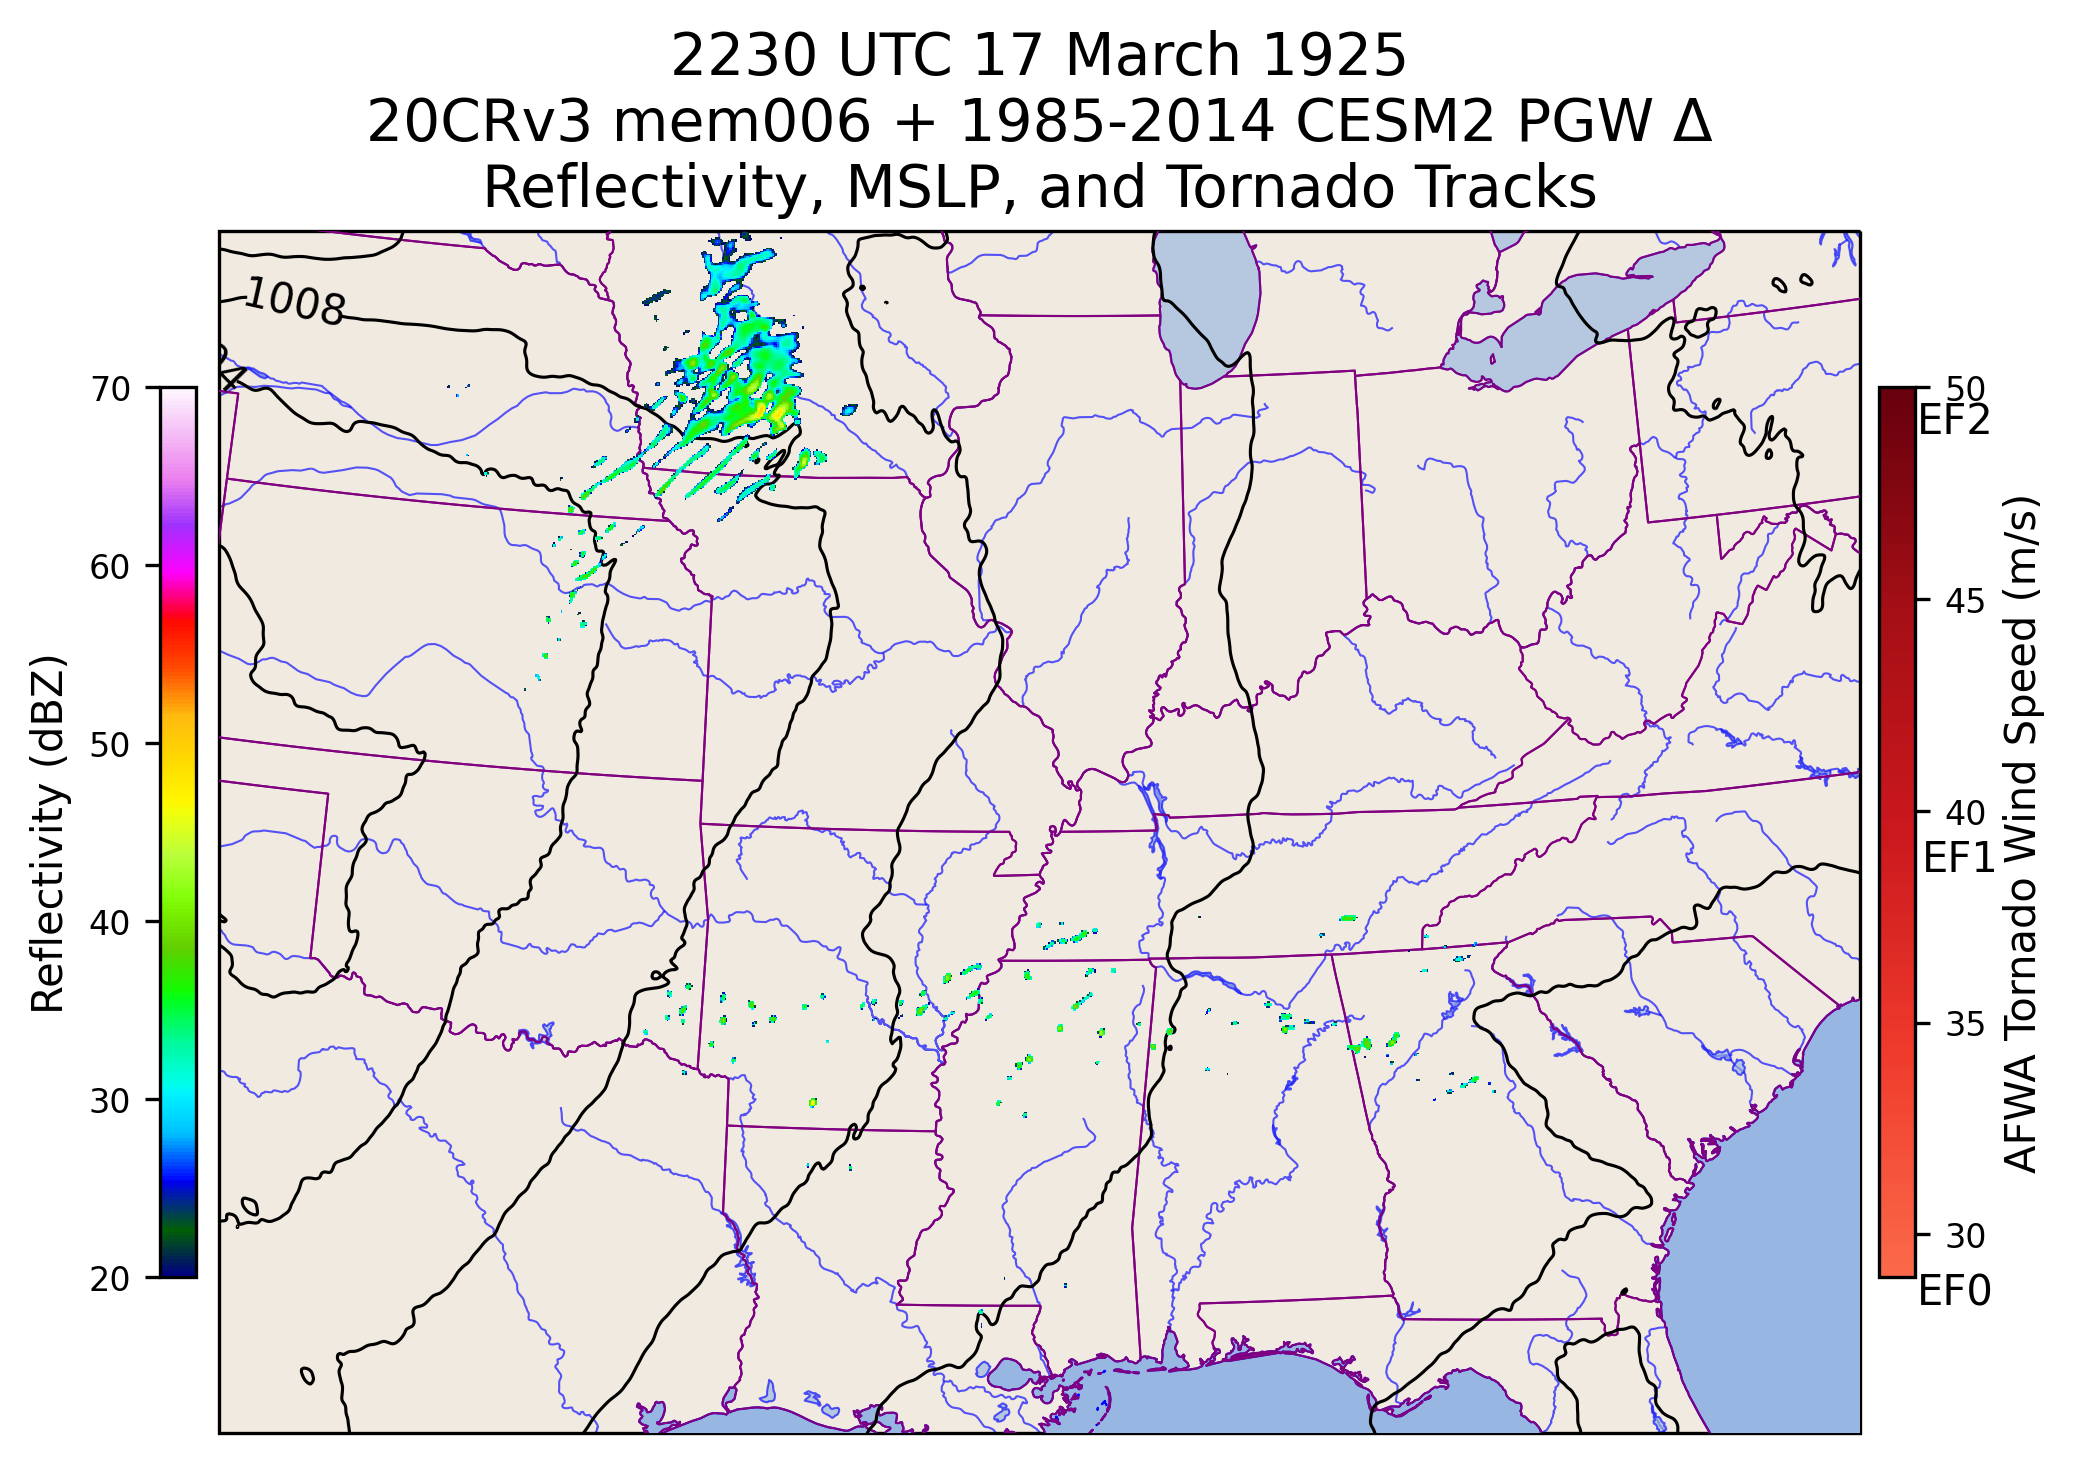 2230 UTC 17 March 1925
20CRv3 mem006 + 1985-2014 CESM2 PGW Δ
Reflectivity, MSLP, and Tornado Tracks
1008
70
60
50
40
30
20
Reflectivity (dBZ)
50
EF2
45
40
EF1
35
30
EF0
AFWA Tornado Wind Speed (m/s)